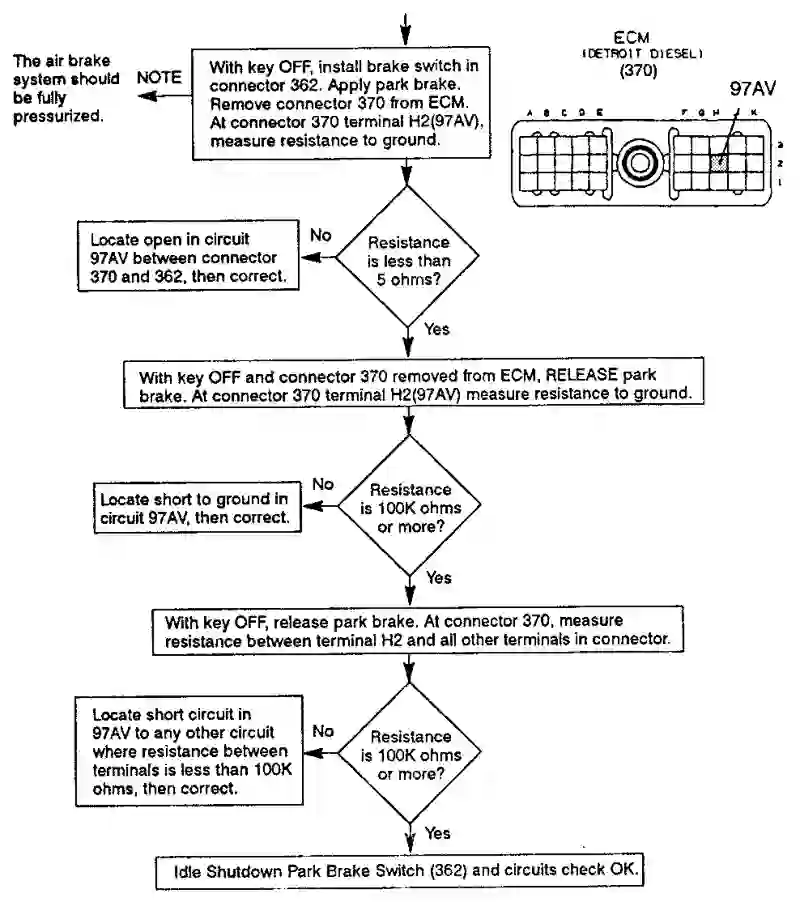 The air brake
system should
be fully
pressurized.
NOTE
With key OFF, install brake switch in
connector 362. Apply park brake.
Remove connector 370 from ECM.
At connector 370 terminal H2(97AV),
measure resistance to ground.
ECM
(DETROIT DIESEL)
(370)
97AV
A B C D E
F G H K
3
2
1
Locate open in circuit
97AV between connector
370 and 362, then correct.
No
Resistance
is less than
5 ohms?
Yes
With key OFF and connector 370 removed from ECM, RELEASE park
brake. At connector 370 terminal H2(97AV) measure resistance to ground.
Locate short to ground in
circuit 97AV, then correct.
No
Resistance
is 100K ohms
or more?
Yes
With key OFF, release park brake. At connector 370, measure
resistance between terminal H2 and all other terminals in connector.
Locate short circuit in
97AV to any other circuit
where resistance between
terminals is less than 100K
ohms, then correct.
No
Resistance
is 100K ohms
or more?
Yes
Idle Shutdown Park Brake Switch (362) and circuits check OK.